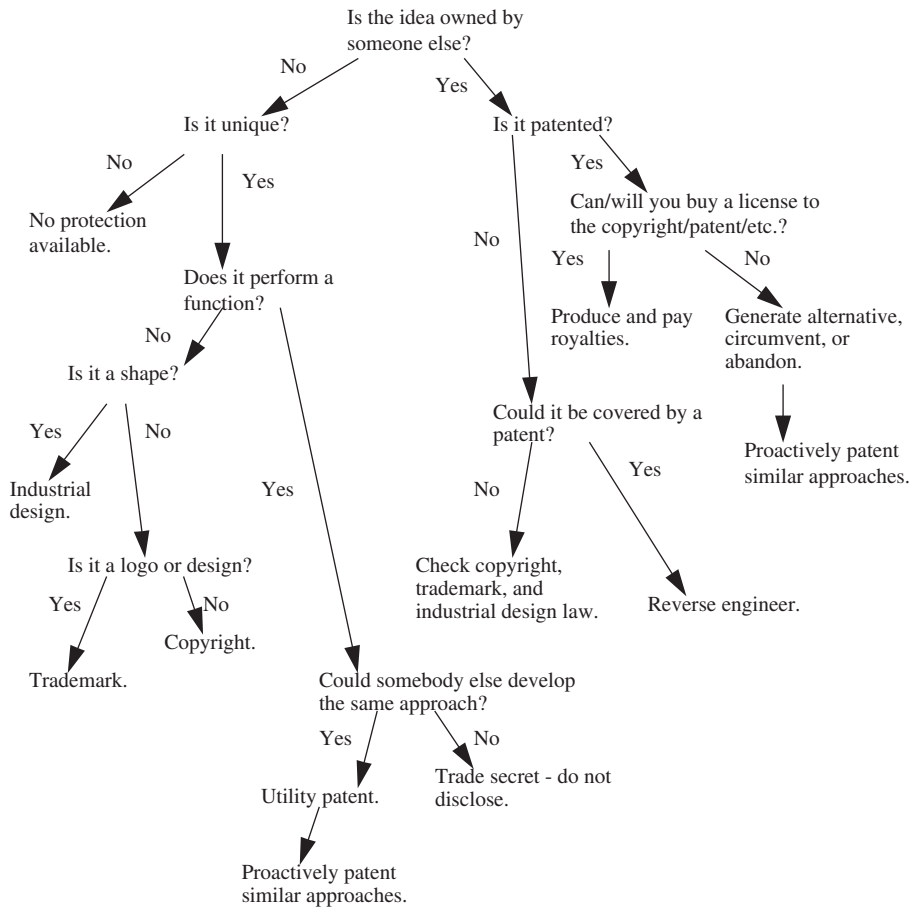 Is the idea owned by
someone else?
No
Yes
Is it unique?
Is it patented?
No
Yes
Yes
No protection
available.
Can/will you buy a license to
the copyright/patent/etc.?
No
Yes
No
Does it perform a
function?
Produce and pay
royalties.
Generate alternative,
circumvent, or
abandon.
No
Is it a shape?
Could it be covered by a
patent?
Yes
No
Proactively patent
similar approaches.
Industrial
design.
Yes
No
Yes
Is it a logo or design?
Check copyright,
trademark, and
industrial design law.
Reverse engineer.
Yes
No
Copyright.
Trademark.
Could somebody else develop
the same approach?
Yes
No
Utility patent.
Trade secret - do not
disclose.
Proactively patent
similar approaches.